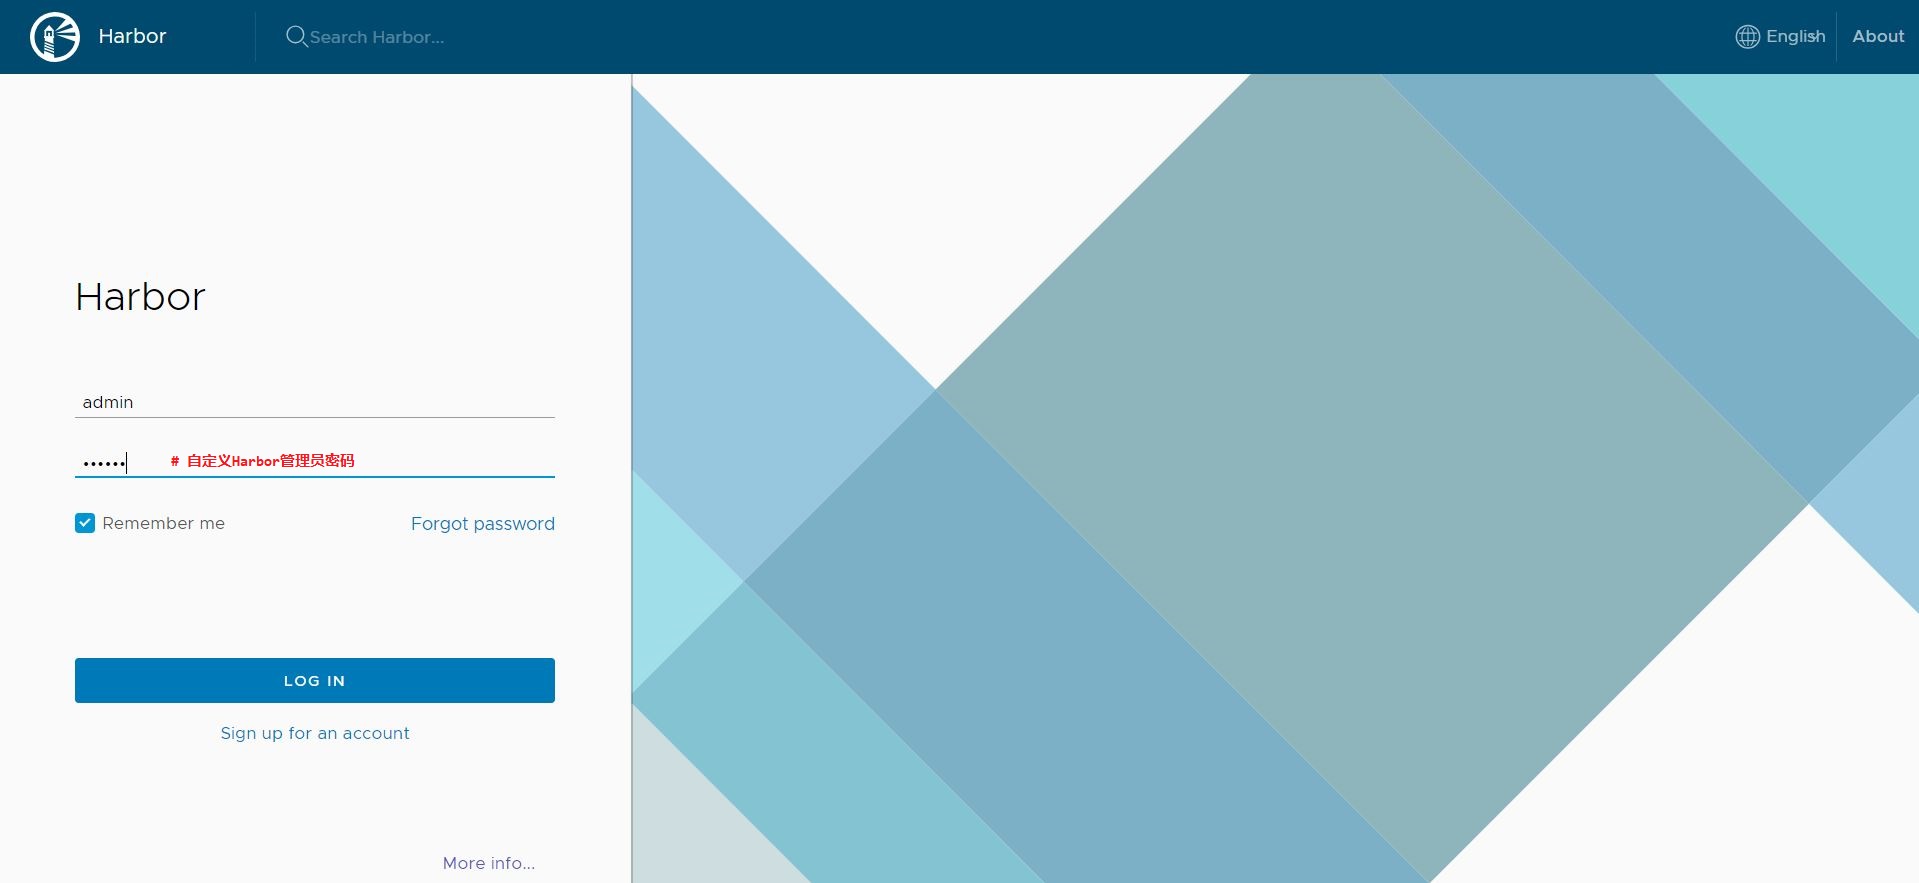 Harbor
Search Harbor...
English
About
Harbor
admin
••••••
# 自定义Harbor管理员密码
Remember me
Forgot password
LOG IN
Sign up for an account
More info...